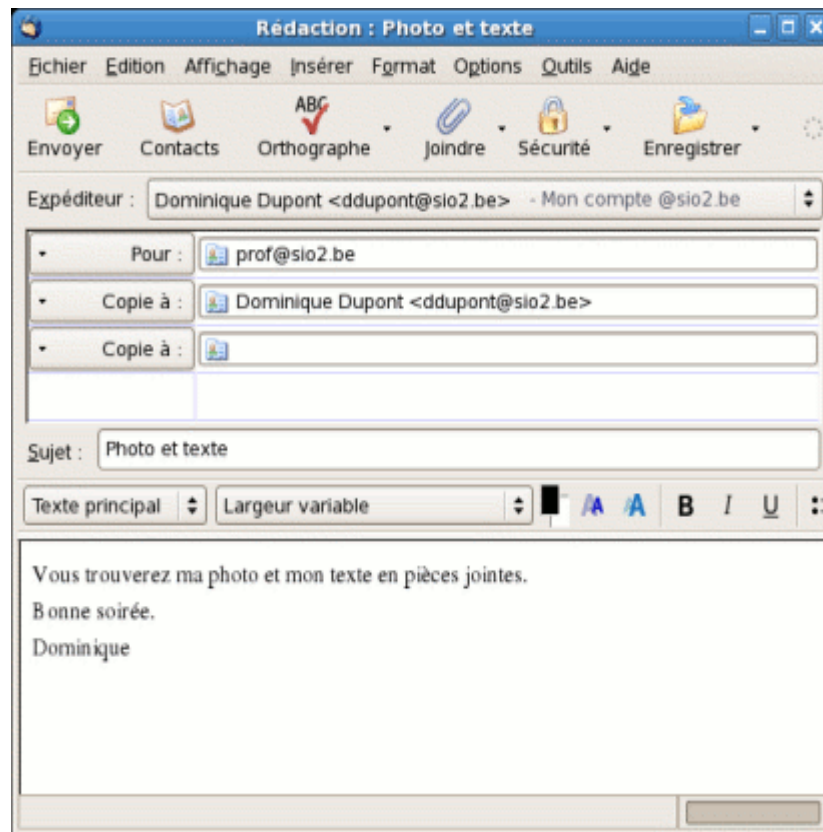 Rédaction : Photo et texte
Fichier Edition Affichage Insérer Format Options Outils Aide
ABC
Envoyer Contacts Orthographe Joindre Sécurité Enregistrer
Expéditeur : Dominique Dupont <ddupont@sio2.be> - Mon compte @sio2.be
Pour : prof@sio2.be
Copie à : Dominique Dupont <ddupont@sio2.be>
Copie à :
Sujet : Photo et texte
Texte principal Largeur variable A A B I U
Vous trouverez ma photo et mon texte en pièces jointes.
Bonne soirée.
Dominique